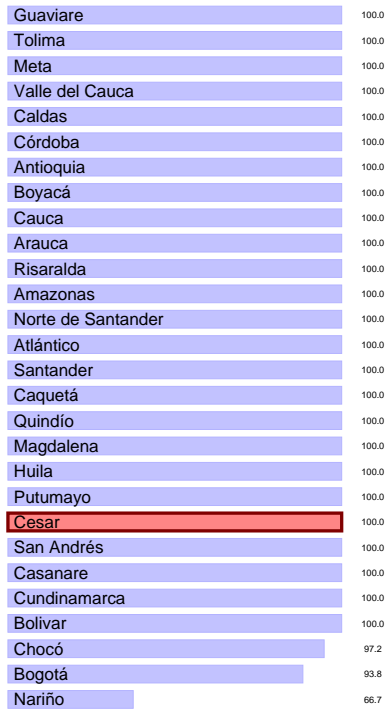 Guaviare 100.0
Tolima 100.0
Meta 100.0
Valle del Cauca 100.0
Caldas 100.0
Córdoba 100.0
Antioquia 100.0
Boyacá 100.0
Cauca 100.0
Arauca 100.0
Risaralda 100.0
Amazonas 100.0
Norte de Santander 100.0
Atlántico 100.0
Santander 100.0
Caquetá 100.0
Quindío 100.0
Magdalena 100.0
Huila 100.0
Putumayo 100.0
Cesar 100.0
San Andrés 100.0
Casanare 100.0
Cundinamarca 100.0
Bolivar 100.0
Chocó 97.2
Bogotá 93.8
Nariño 66.7